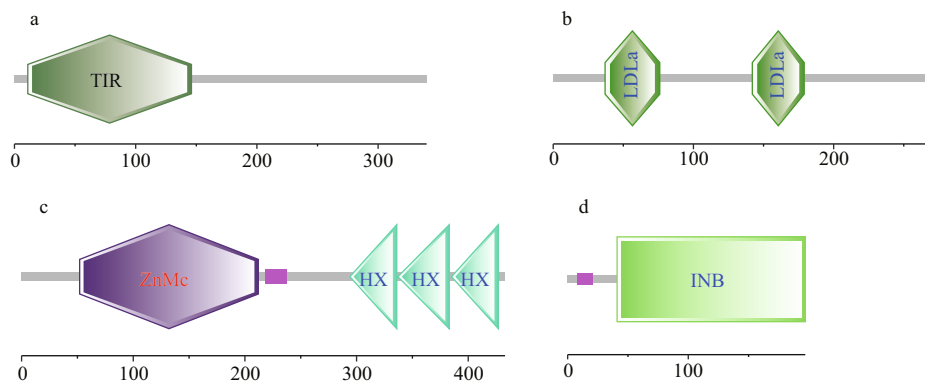 a
TIR
0 100 200 300
b
LDLa LDLa
0 100 200
c
ZnMc HX HX HX
0 100 200 300 400
d
INB
0 100